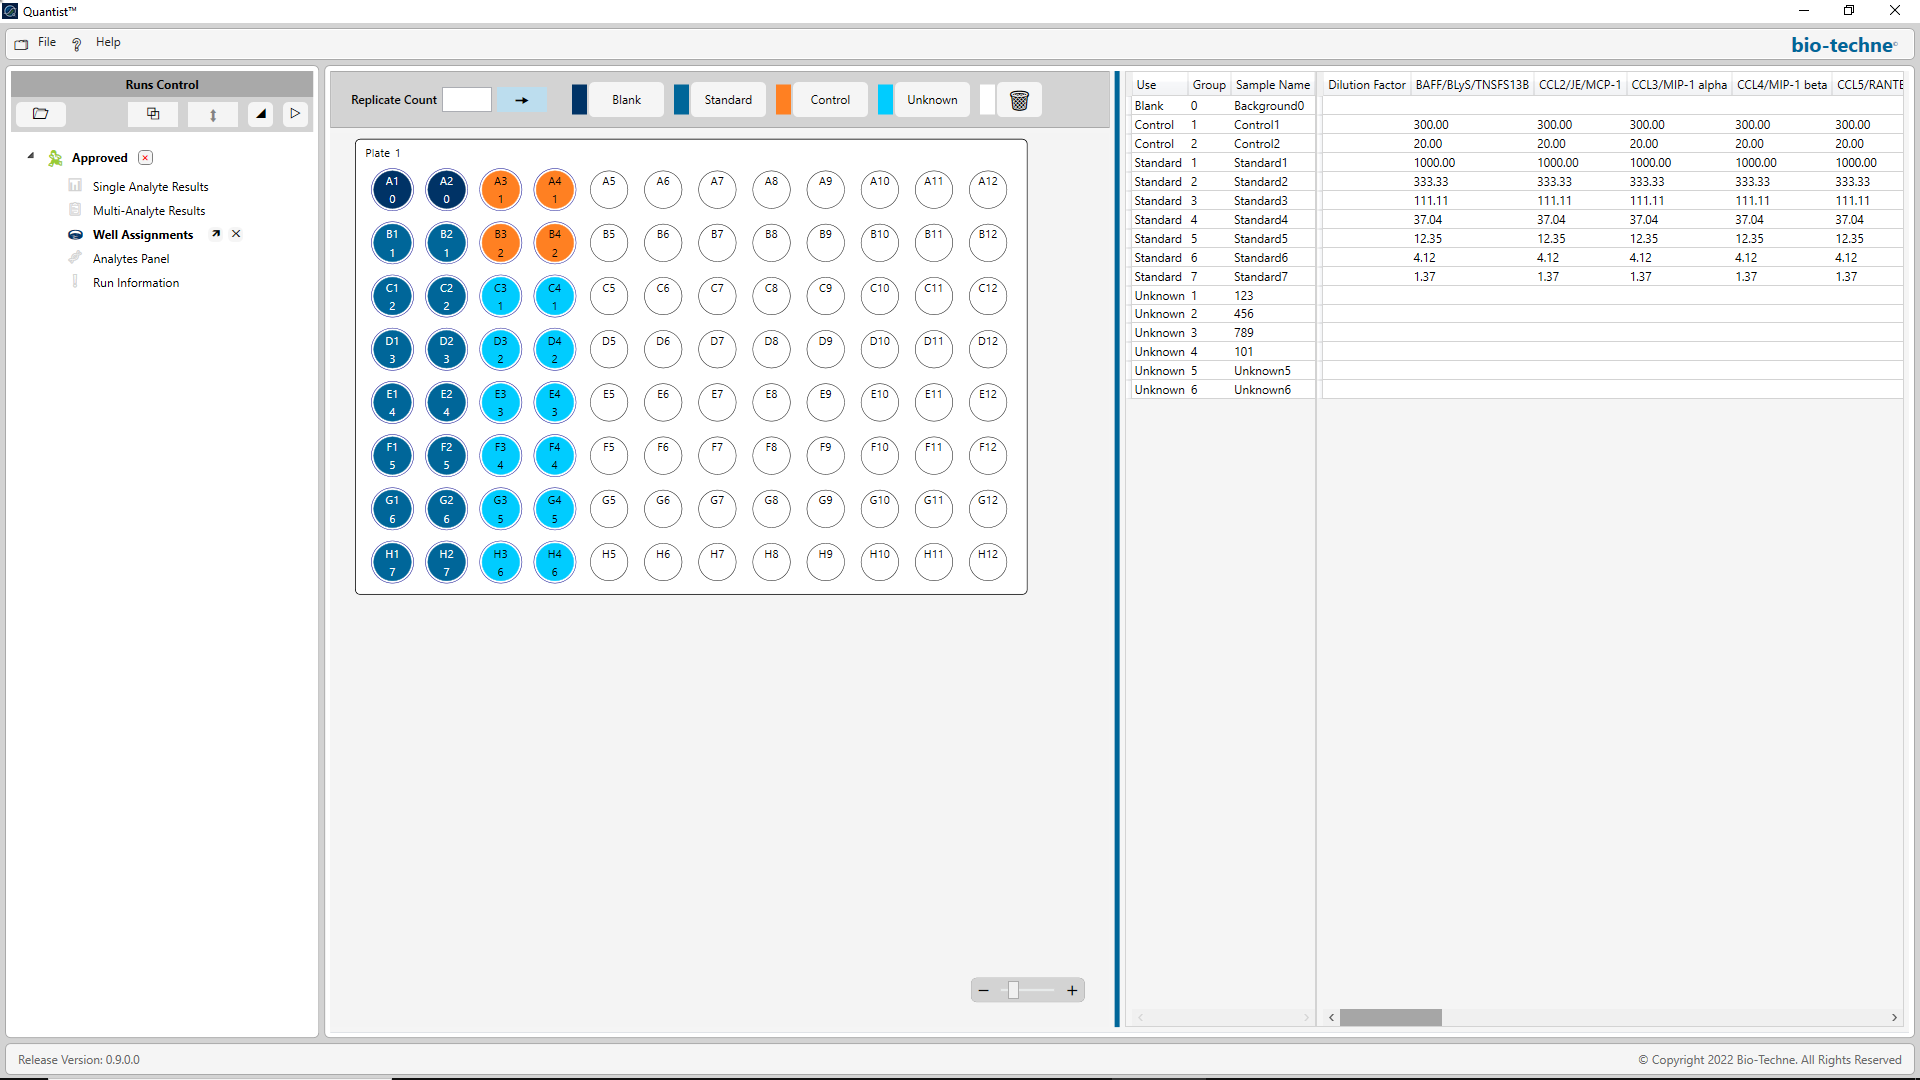 Quantist™
File ? Help
bio-techne®
Runs Control
Approved
Single Analyte Results
Multi-Analyte Results
Well Assignments
Analytes Panel
Run Information
Replicate Count Blank Standard Control Unknown
Plate 1
A1 A2 A3 A4 A5 A6 A7 A8 A9 A10 A11 A12
0 0 1 1
B1 B2 B3 B4 B5 B6 B7 B8 B9 B10 B11 B12
1 1 2 2
C1 C2 C3 C4 C5 C6 C7 C8 C9 C10 C11 C12
2 2 1 1
D1 D2 D3 D4 D5 D6 D7 D8 D9 D10 D11 D12
3 3 2 2
E1 E2 E3 E4 E5 E6 E7 E8 E9 E10 E11 E12
4 4 3 3
F1 F2 F3 F4 F5 F6 F7 F8 F9 F10 F11 F12
5 5 4 4
G1 G2 G3 G4 G5 G6 G7 G8 G9 G10 G11 G12
6 6 5 5
H1 H2 H3 H4 H5 H6 H7 H8 H9 H10 H11 H12
7 7 6 6
Use Group Sample Name Dilution Factor BAFF/BLyS/TNSFS13B CCL2/JE/MCP-1 CCL3/MIP-1 alpha CCL4/MIP-1 beta CCL5/RANTE
Blank 0 Background0
Control 1 Control1 300.00 300.00 300.00 300.00 300.00
Control 2 Control2 20.00 20.00 20.00 20.00 20.00
Standard 1 Standard1 1000.00 1000.00 1000.00 1000.00 1000.00
Standard 2 Standard2 333.33 333.33 333.33 333.33 333.33
Standard 3 Standard3 111.11 111.11 111.11 111.11 111.11
Standard 4 Standard4 37.04 37.04 37.04 37.04 37.04
Standard 5 Standard5 12.35 12.35 12.35 12.35 12.35
Standard 6 Standard6 4.12 4.12 4.12 4.12 4.12
Standard 7 Standard7 1.37 1.37 1.37 1.37 1.37
Unknown 1 123
Unknown 2 456
Unknown 3 789
Unknown 4 101
Unknown 5 Unknown5
Unknown 6 Unknown6
Release Version: 0.9.0.0
© Copyright 2022 Bio-Techne. All Rights Reserved